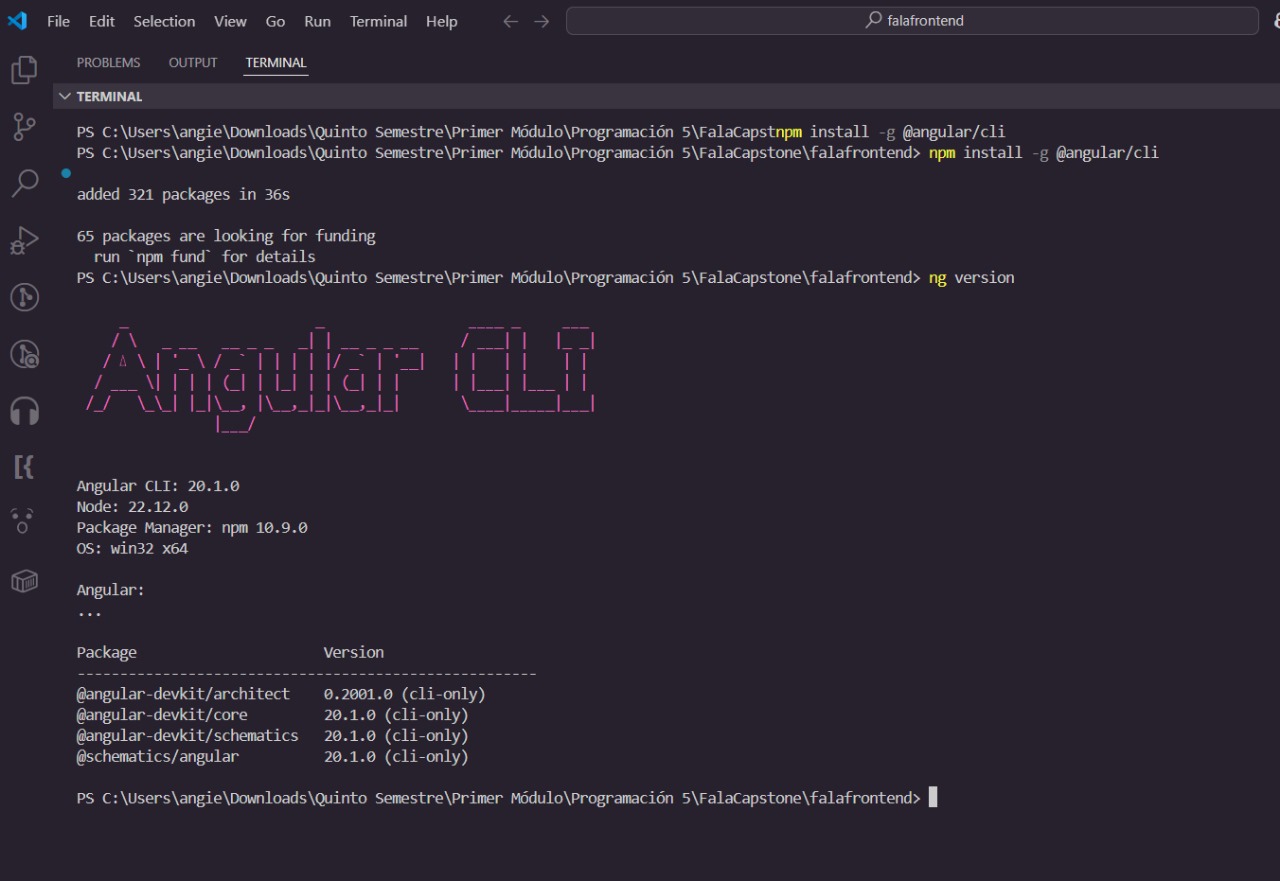 File Edit Selection View Go Run Terminal Help
falafrontend
PROBLEMS OUTPUT TERMINAL
TERMINAL
PS C:\Users\angie\Downloads\Quinto Semestre\Primer Módulo\Programación 5\FalaCapstnpm install -g @angular/cli
PS C:\Users\angie\Downloads\Quinto Semestre\Primer Módulo\Programación 5\FalaCapstone\falafrontend> npm install -g @angular/cli
added 321 packages in 36s
65 packages are looking for funding
run `npm fund` for details
PS C:\Users\angie\Downloads\Quinto Semestre\Primer Módulo\Programación 5\FalaCapstone\falafrontend> ng version
Angular CLI
Angular CLI: 20.1.0
Node: 22.12.0
Package Manager: npm 10.9.0
OS: win32 x64
Angular:
...
Package Version
------------------------------------------------------
@angular-devkit/architect 0.2001.0 (cli-only)
@angular-devkit/core 20.1.0 (cli-only)
@angular-devkit/schematics 20.1.0 (cli-only)
@schematics/angular 20.1.0 (cli-only)
PS C:\Users\angie\Downloads\Quinto Semestre\Primer Módulo\Programación 5\FalaCapstone\falafrontend>